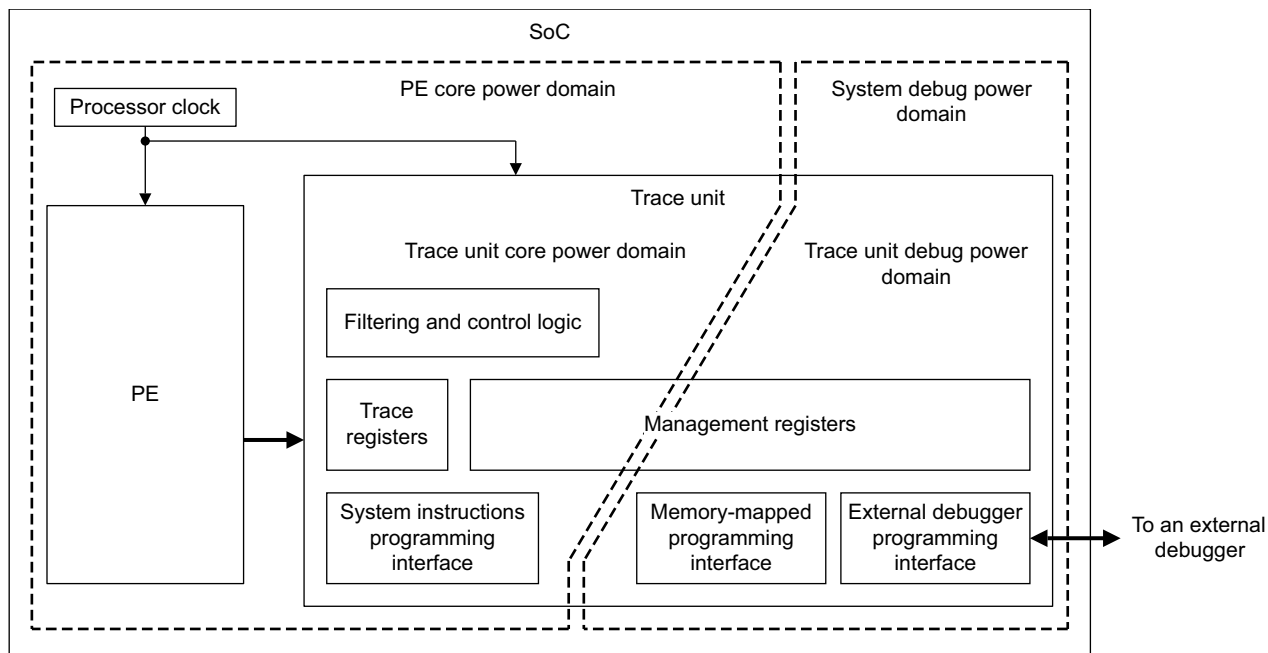 SoC
PE core power domain
System debug power
domain
Processor clock
Trace unit
Trace unit core power domain
Trace unit debug power
domain
Filtering and control logic
PE
Trace
registers
Management registers
System instructions
programming
interface
Memory-mapped
programming
interface
External debugger
programming
interface
To an external
debugger